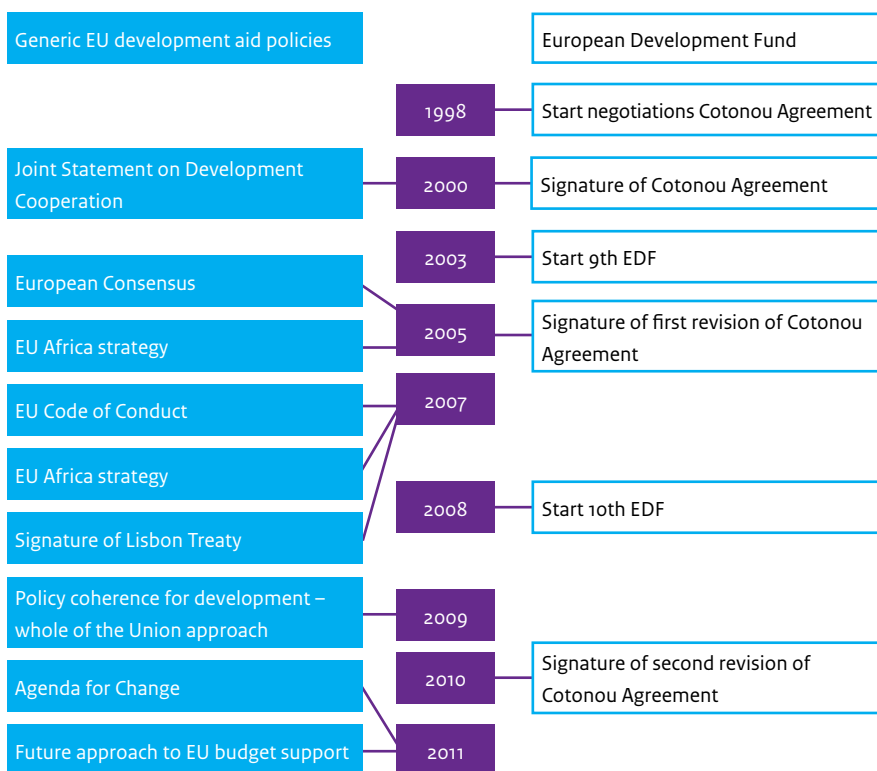 Generic EU development aid policies
European Development Fund
1998
Start negotiations Cotonou Agreement
Joint Statement on Development
Cooperation
2000
Signature of Cotonou Agreement
2003
Start 9th EDF
European Consensus
EU Africa strategy
2005
Signature of first revision of Cotonou
Agreement
EU Code of Conduct
2007
EU Africa strategy
Signature of Lisbon Treaty
2008
Start 10th EDF
Policy coherence for development –
whole of the Union approach
2009
2010
Signature of second revision of
Cotonou Agreement
Agenda for Change
Future approach to EU budget support
2011